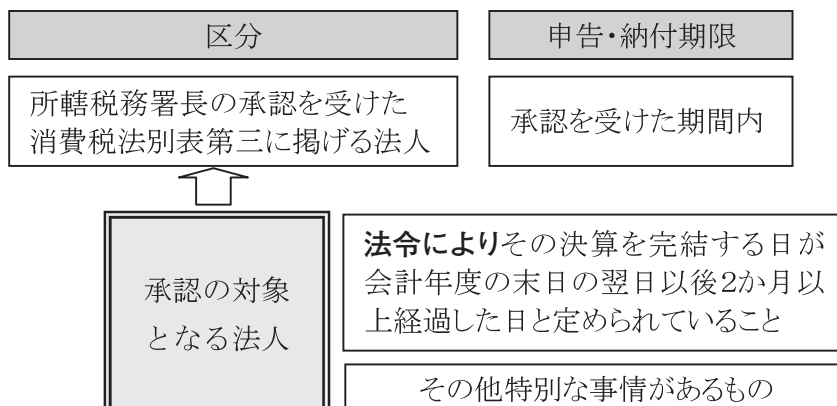 区分
申告・納付期限
所轄税務署長の承認を受けた
消費税法別表第三に掲げる法人
承認を受けた期間内
承認の対象
となる法人
法令によりその決算を完結する日が
会計年度の末日の翌日以後2か月以
上経過した日と定められていること
その他特別な事情があるもの